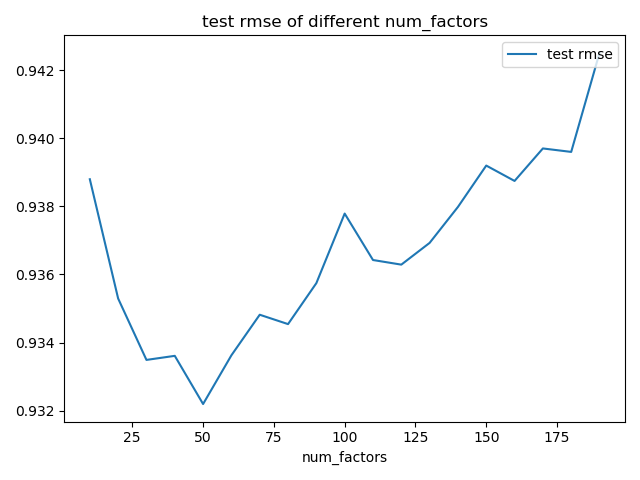 test rmse of different num_factors
test rmse
0.942
0.940
0.938
0.936
0.934
0.932
25 50 75 100 125 150 175
num_factors